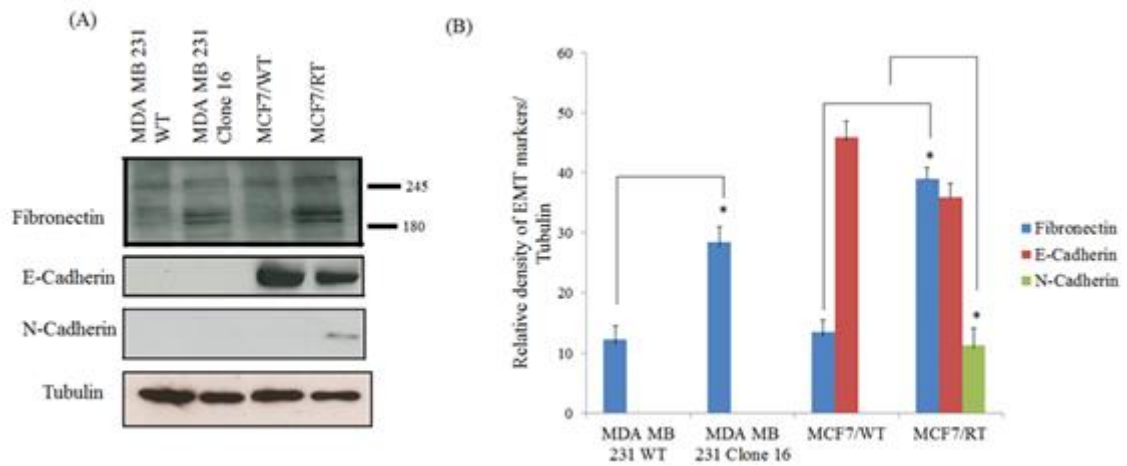 (A)
MDA MB 231
WT
MDA MB 231
Clone 16
MCF7/WT
MCF7/RT
Fibronectin
245
180
E-Cadherin
N-Cadherin
Tubulin
(B)
Relative density of EMT markers/
Tubulin
60
50
40
30
20
10
0
*
*
*
MDA MB
231 WT
MDA MB
231 Clone 16
MCF7/WT
MCF7/RT
Fibronectin
E-Cadherin
N-Cadherin